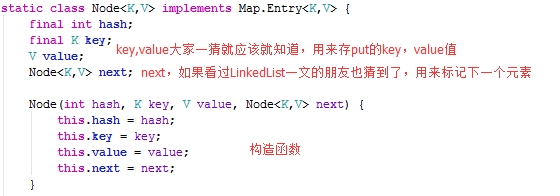 static class Node<K,V> implements Map.Entry<K,V> {
final int hash;
final K key;
key,value大家一猜就应该就知道，用来存put的key，value值
V value;
Node<K,V> next; next，如果看过LinkedList一文的朋友也猜到了，用来标记下一个元素
Node(int hash, K key, V value, Node<K,V> next) {
this.hash = hash;
this.key = key;
this.value = value; 构造函数
this.next = next;
}